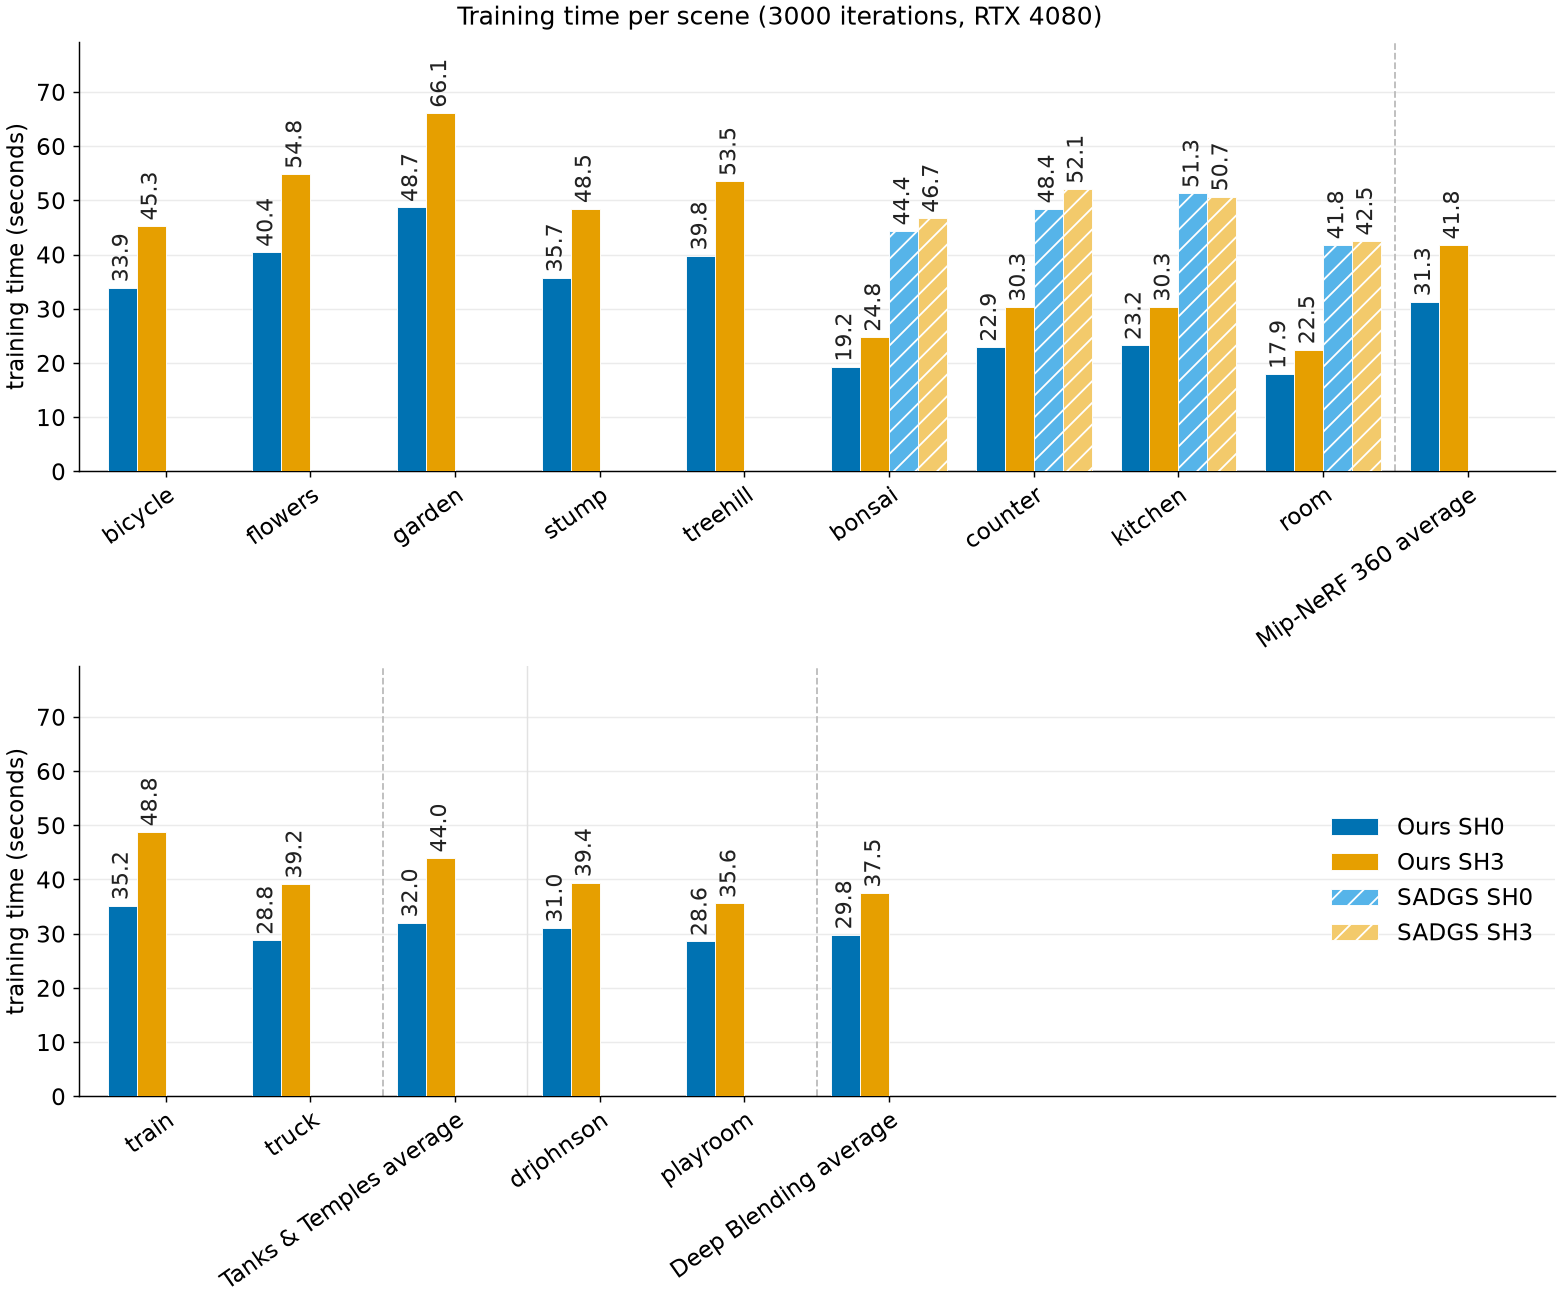 Training time per scene (3000 iterations, RTX 4080)
training time (seconds)
70
60
50
40
30
20
10
0
33.9 45.3 40.4 54.8 48.7 66.1 35.7 48.5 39.8 53.5 19.2 24.8 44.4 46.7 22.9 30.3 48.4 52.1 23.2 30.3 51.3 50.7 17.9 22.5 41.8 42.5 31.3 41.8
bicycle flowers garden stump treehill bonsai counter kitchen room Mip-NeRF 360 average
training time (seconds)
70
60
50
40
30
20
10
0
35.2 48.8 28.8 39.2 32.0 44.0 31.0 39.4 28.6 35.6 29.8 37.5
Ours SH0
Ours SH3
SADGS SH0
SADGS SH3
train truck Tanks & Temples average drjohnson playroom Deep Blending average